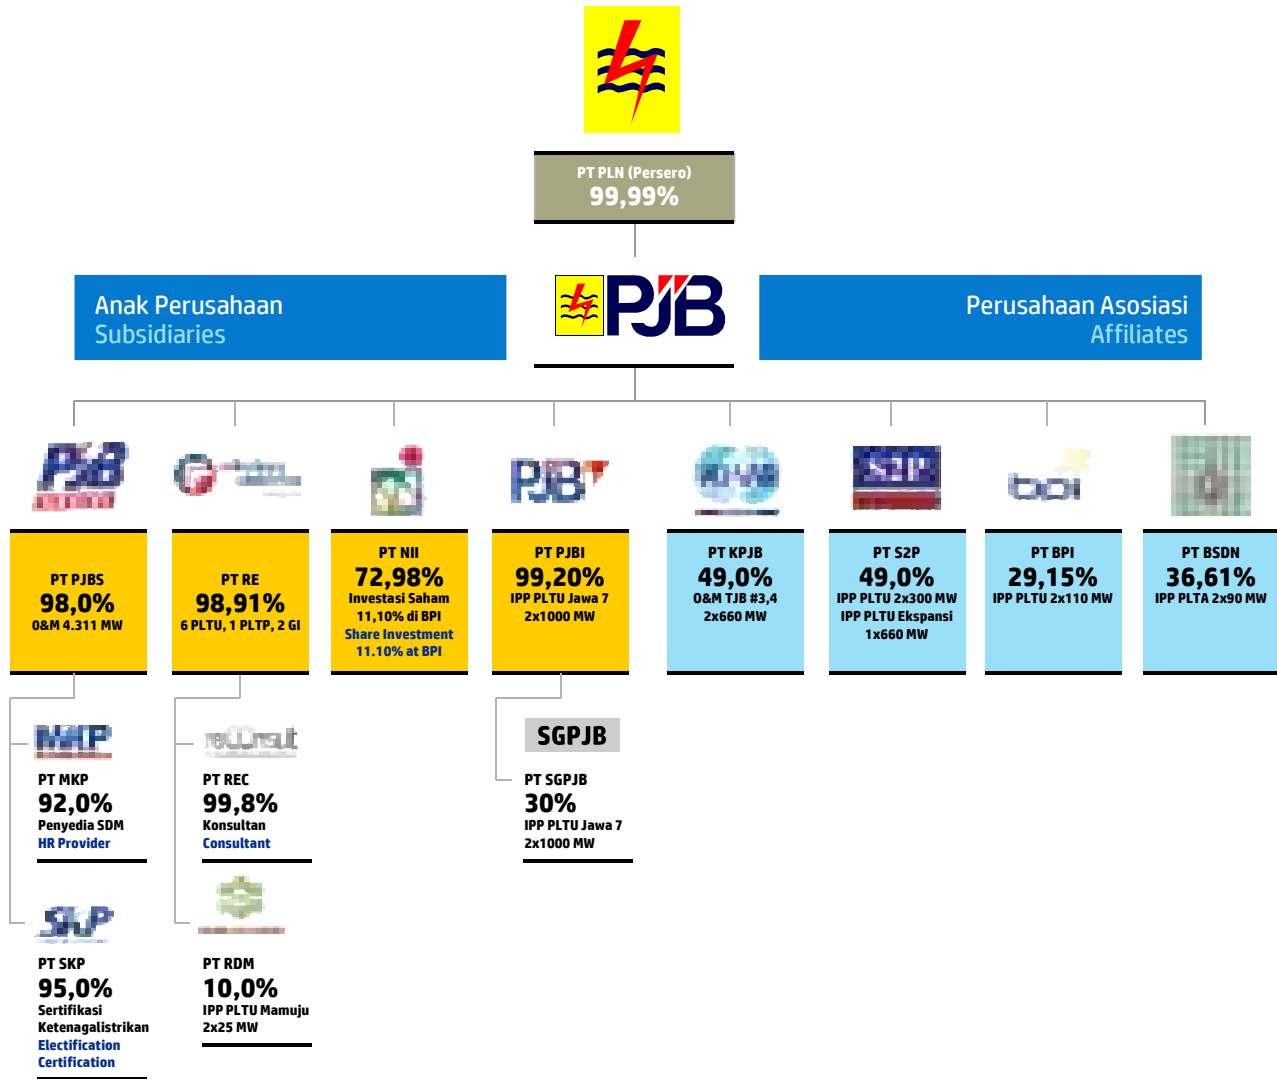 PT PLN (Persero)
99,99%
Anak Perusahaan
Subsidiaries
PJB
Perusahaan Asosiasi
Affiliates
PJB
PJB
S2P
bpi
PT PJBS
98,0%
O&M 4.311 MW
PT RE
98,91%
6 PLTU, 1 PLTP, 2 GI
PT NII
72,98%
Investasi Saham
11,10% di BPI
Share Investment
11.10% at BPI
PT PJBI
99,20%
IPP PLTU Jawa 7
2x1000 MW
PT KPJB
49,0%
O&M TJB #3,4
2x660 MW
PT S2P
49,0%
IPP PLTU 2x300 MW
IPP PLTU Ekspansi
1x660 MW
PT BPI
29,15%
IPP PLTU 2x110 MW
PT BSDN
36,61%
IPP PLTA 2x90 MW
MKP
PT MKP
92,0%
Penyedia SDM
HR Provider
reConsult
PT REC
99,8%
Konsultan
Consultant
SGPJB
PT SGPJB
30%
IPP PLTU Jawa 7
2x1000 MW
SKP
PT SKP
95,0%
Sertifikasi
Ketenagalistrikan
Electification
Certification
PT RDM
10,0%
IPP PLTU Mamuju
2x25 MW